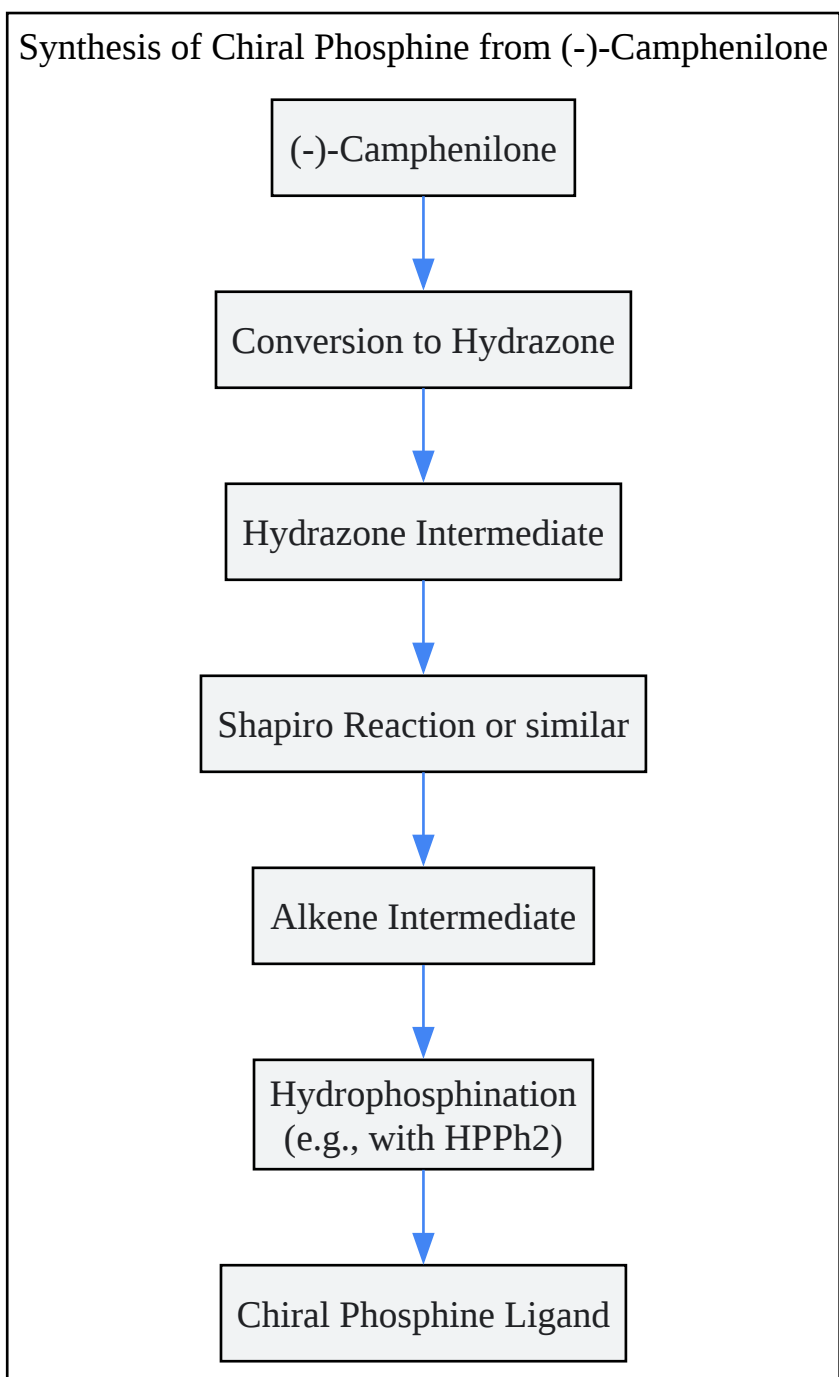 Synthesis of Chiral Phosphine from (-)-Camphenilone
(-)-Camphenilone
Conversion to Hydrazone
Hydrazone Intermediate
Shapiro Reaction or similar
Alkene Intermediate
Hydrophosphination
(e.g., with HPPh2)
Chiral Phosphine Ligand